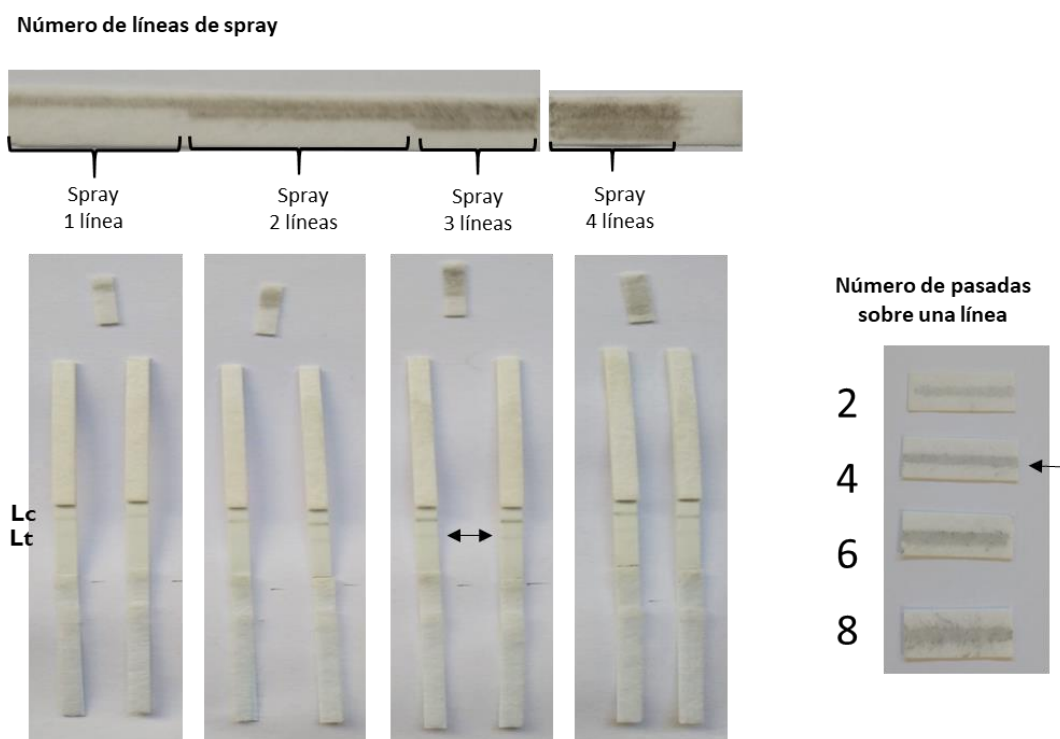 Número de líneas de spray
Spray
1 línea
Spray
2 líneas
Spray
3 líneas
Spray
4 líneas
Lc
Lt
Número de pasadas
sobre una línea
2
4
6
8